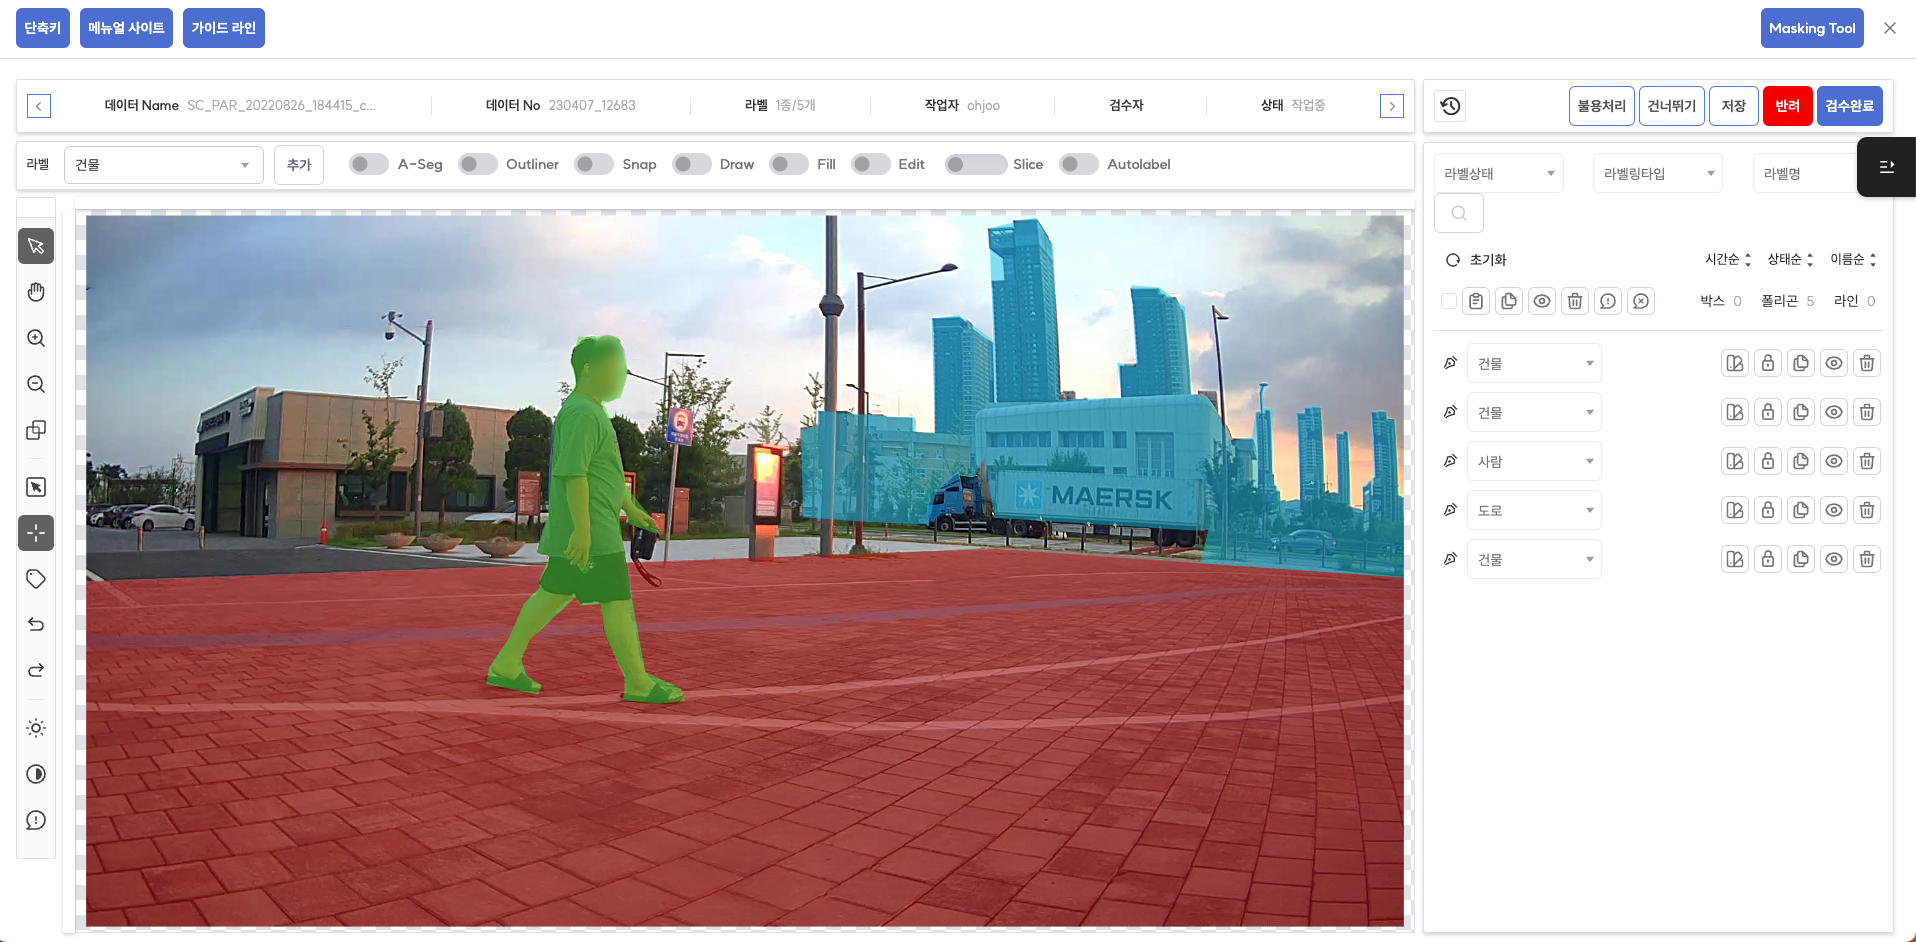 단축키
메뉴얼 사이트
가이드 라인
Masking Tool
데이터 Name SC_PAR_20220826_184415_c...
데이터 No 230407_12683
라벨 1종/5개
작업자 ohjoo
검수자
상태 작업중
불용처리
건너뛰기
저장
반려
검수완료
라벨
건물
추가
A-Seg
Outliner
Snap
Draw
Fill
Edit
Slice
Autolabel
라벨상태
라벨링타입
라벨명
초기화
시간순
상태순
이름순
박스 0
폴리곤 5
라인 0
건물
건물
사람
도로
건물
MAERSK